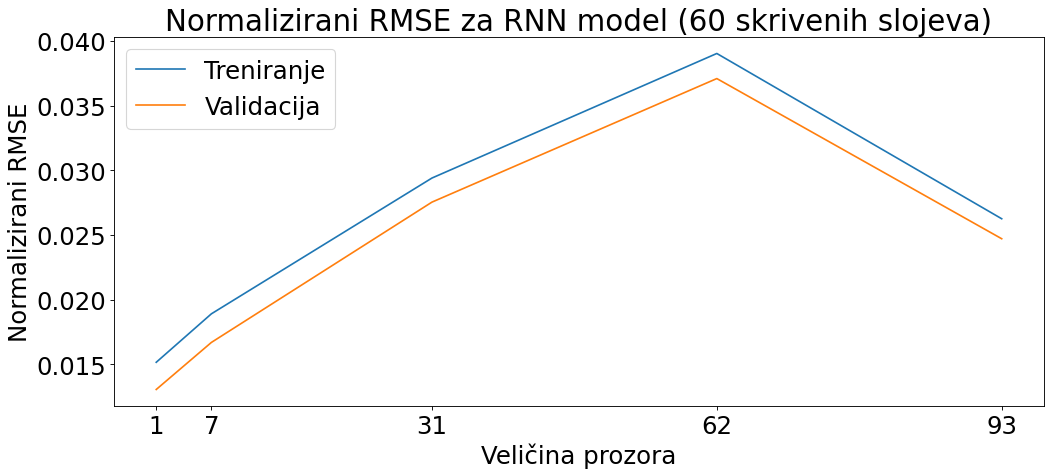 Normalizirani RMSE za RNN model (60 skrivenih slojeva)
Treniranje
Validacija
Normalizirani RMSE
0.040
0.035
0.030
0.025
0.020
0.015
1 7 31 62 93
Veličina prozora